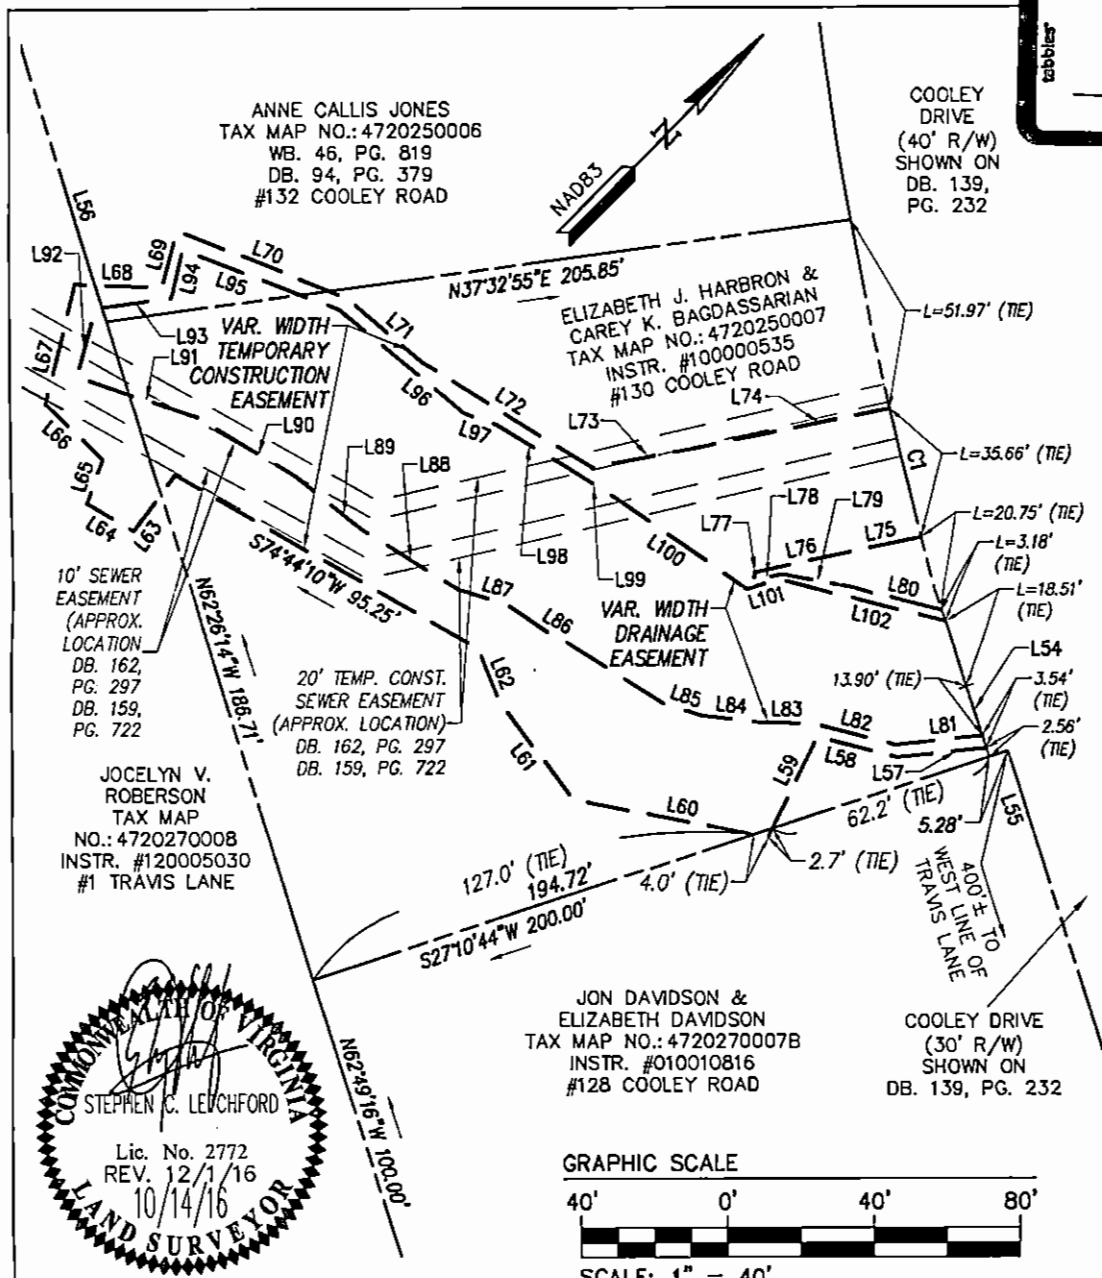 tabbies®
ANNE CALLIS JONES
TAX MAP NO.: 4720250006
WB. 46, PG. 819
DB. 94, PG. 379
#132 COOLEY ROAD
NAD83
N
COOLEY
DRIVE
(40' R/W)
SHOWN ON
DB. 139,
PG. 232
L56
L92
L68
L69
L94
L70
L95
N37°32'55"E 205.85'
L=51.97' (TIE)
ELIZABETH J. HARBRON &
CAREY K. BAGDASSARIAN
TAX MAP NO.: 4720250007
INSTR. #100000535
#130 COOLEY ROAD
L93
L91
L67
VAR. WIDTH
TEMPORARY
CONSTRUCTION
EASEMENT
L71
L96
L72
L97
L73
L74
L66
L65
L64
L63
L90
L89
L88
L98
L99
L100
C1
L=35.66' (TIE)
L77
L78
L79
L76
L75
L=20.75' (TIE)
L=3.18'
(TIE)
L=18.51'
(TIE)
L101
L80
L102
10' SEWER
EASEMENT
(APPROX.
LOCATION
DB. 162,
PG. 297
DB. 159,
PG. 722
S74°44'10"W 95.25'
N62°26'14"W 186.71'
20' TEMP. CONST.
SEWER EASEMENT
(APPROX. LOCATION)
DB. 162, PG. 297
DB. 159, PG. 722
VAR. WIDTH
DRAINAGE
EASEMENT
L87
L86
L85
L84
L83
L82
L81
L54
13.90' (TIE)
3.54'
(TIE)
2.56'
(TIE)
L62
L61
L60
L59
L58
L57
L55
62.2' (TIE)
5.28'
2.7' (TIE)
4.0' (TIE)
127.0' (TIE)
194.72'
S27°10'44"W 200.00'
400'± TO
WEST LINE OF
TRAVIS LANE
JOCELYN V.
ROBERSON
TAX MAP
NO.: 4720270008
INSTR. #120005030
#1 TRAVIS LANE
JON DAVIDSON &
ELIZABETH DAVIDSON
TAX MAP NO.: 4720270007B
INSTR. #010010816
#128 COOLEY ROAD
COOLEY DRIVE
(30' R/W)
SHOWN ON
DB. 139, PG. 232
N62°49'16"W 100.00'
COMMONWEALTH OF VIRGINIA
STEPHEN C. LETCHFORD
Lic. No. 2772
REV. 12/1/16
10/14/16
LAND SURVEYOR
GRAPHIC SCALE
40' 0' 40' 80'
SCALE: 1" = 40'